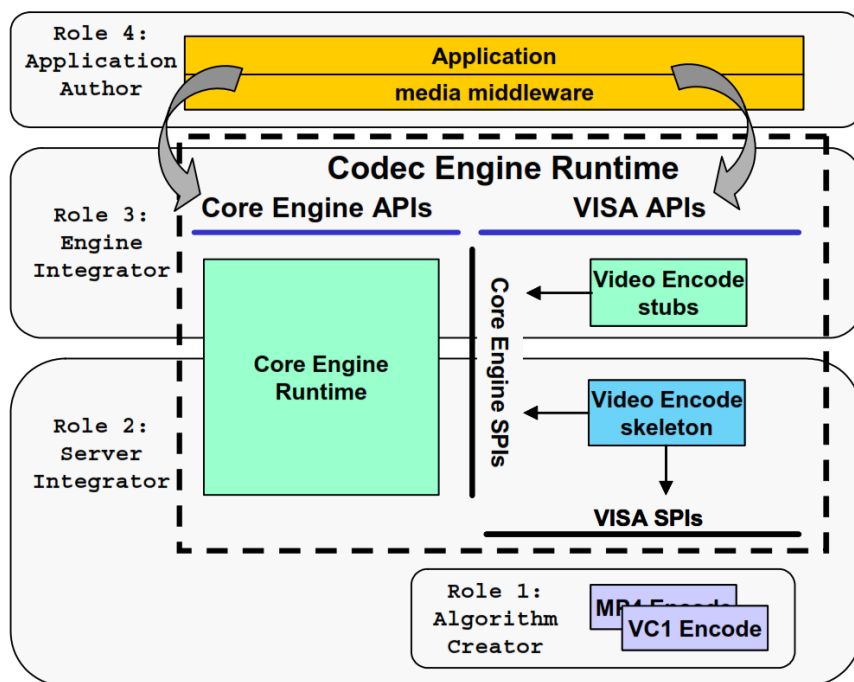 Role 4:
Application
Author
Application
media middleware
Codec Engine Runtime
Core Engine APIs
VISA APIs
Role 3:
Engine
Integrator
Video Encode
stubs
Core Engine SPIs
Core Engine
Runtime
Video Encode
skeleton
Role 2:
Server
Integrator
VISA SPIs
Role 1:
Algorithm
Creator
MP4 Encode
VC1 Encode